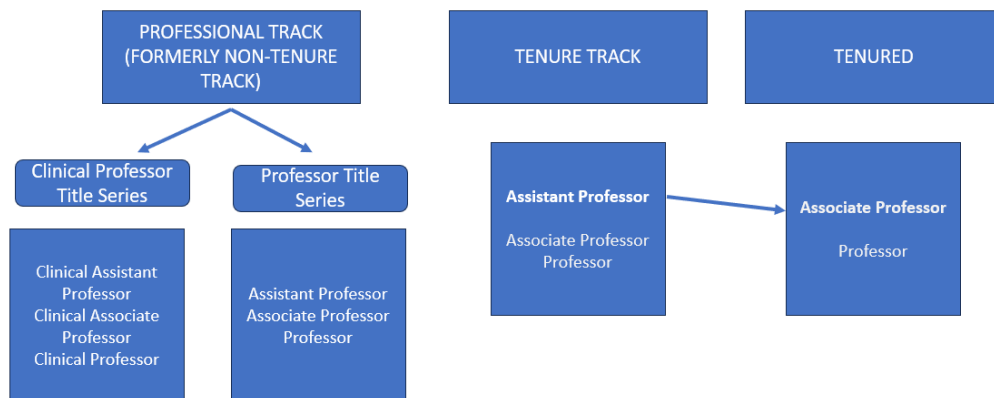 PROFESSIONAL TRACK
(FORMERLY NON-TENURE
TRACK)
TENURE TRACK
TENURED
Clinical Professor
Title Series
Professor Title
Series
Clinical Assistant
Professor
Clinical Associate
Professor
Clinical Professor
Assistant Professor
Associate Professor
Professor
Assistant Professor
Associate Professor
Professor
Associate Professor
Professor